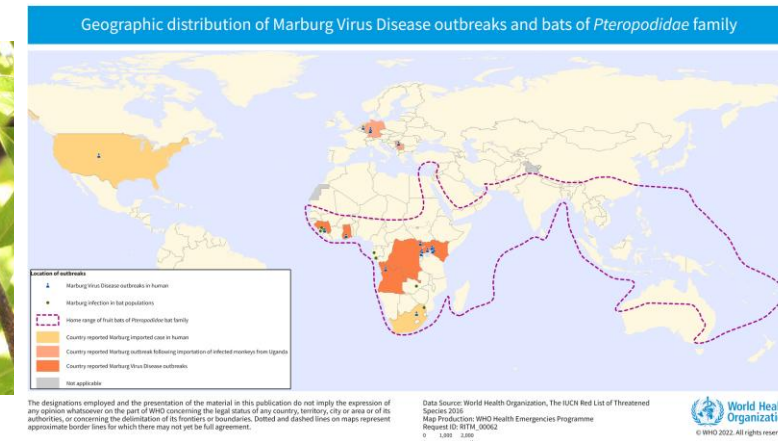 Geographic distribution of Marburg Virus Disease outbreaks and bats of Pteropodidae family
Location of outbreaks
Marburg Virus Disease outbreaks in human
Marburg infection in bat populations
Home range of fruit bats of Pteropodidae bat family
Country reported Marburg imported case in human
Country reported Marburg outbreak following importation of infected monkeys from Uganda
Country reported Marburg Virus Disease outbreaks
Not applicable
The designations employed and the presentation of the material in this publication do not imply the expression of
any opinion whatsoever on the part of WHO concerning the legal status of any country, territory, city or area or of its
authorities, or concerning the delimitation of its frontiers or boundaries. Dotted and dashed lines on maps represent
approximate border lines for which there may not yet be full agreement.
Data Source: World Health Organization, The IUCN Red List of Threatened
Species 2016
Map Production: WHO Health Emergencies Programme
Request ID: RITM_00062
0 1,000 2,000
World Heal
Organizati
© WHO 2022. All rights reser